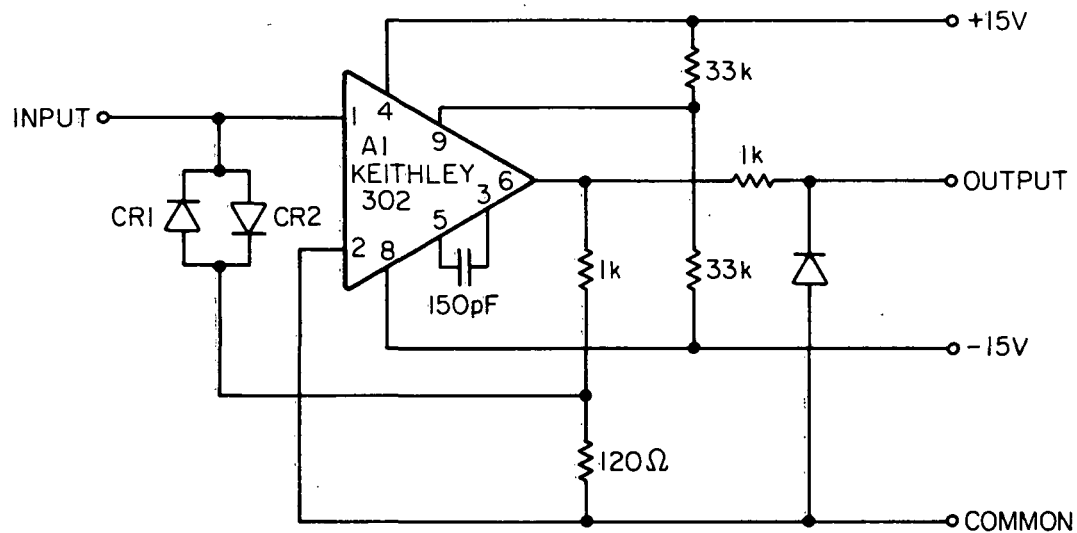 +15V
33k
INPUT
1
4
9
A1
KEITHLEY
302
6
3
5
2
8
1k
OUTPUT
CR1
CR2
150pF
1k
33k
-15V
120Ω
COMMON